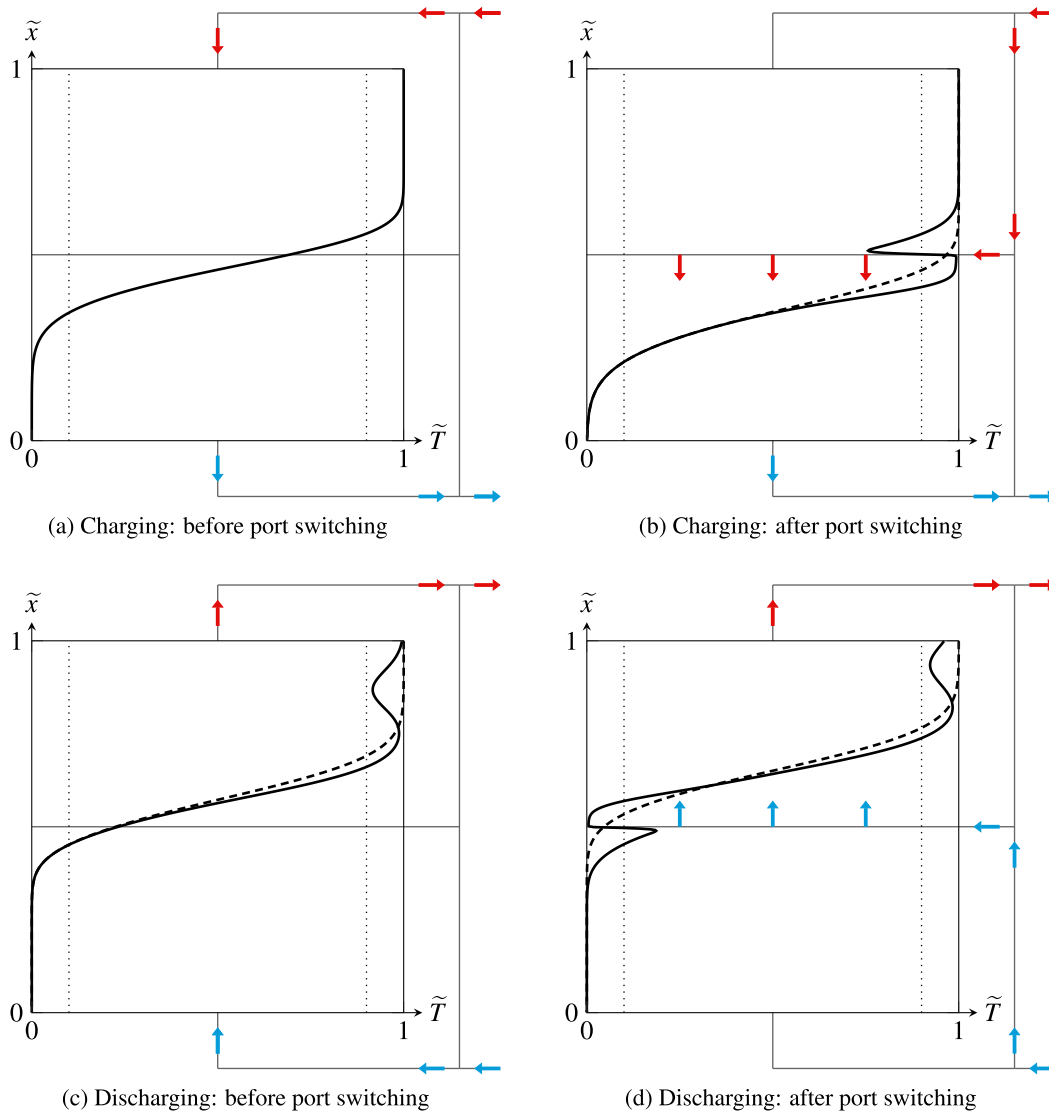 x̃
x̃
1
1
0
0
T̃
T̃
0
1
0
1
(a) Charging: before port switching
(b) Charging: after port switching
x̃
x̃
1
1
0
0
T̃
T̃
0
1
0
1
(c) Discharging: before port switching
(d) Discharging: after port switching